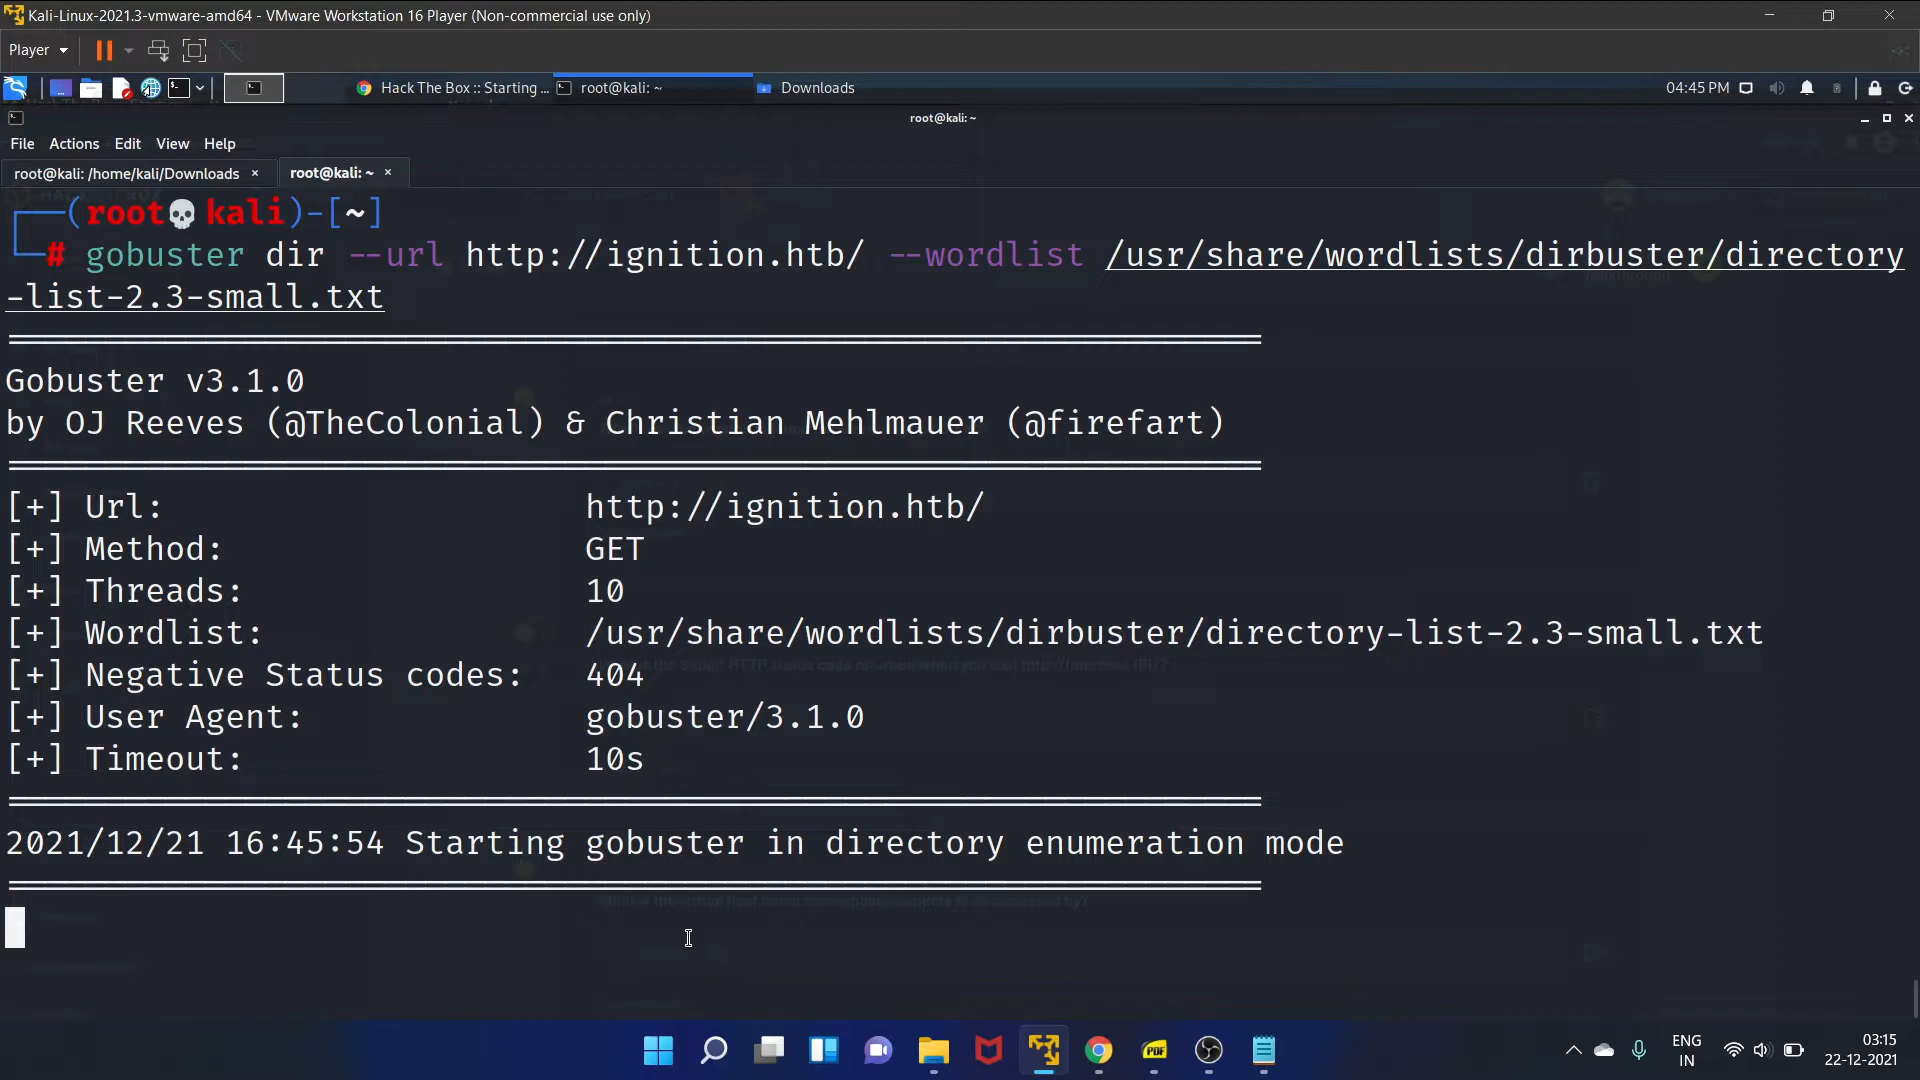 Kali-Linux-2021.3-vmware-amd64 - VMware Workstation 16 Player (Non-commercial use only)
Player
Hack The Box :: Starting ...
root@kali: ~
Downloads
04:45 PM
root@kali: ~
File Actions Edit View Help
root@kali: /home/kali/Downloads ×
root@kali: ~ ×
┌──(root💀kali)-[~]
└─# gobuster dir --url http://ignition.htb/ --wordlist /usr/share/wordlists/dirbuster/directory
-list-2.3-small.txt
===============================================================
Gobuster v3.1.0
by OJ Reeves (@TheColonial) & Christian Mehlmauer (@firefart)
===============================================================
[+] Url: http://ignition.htb/
[+] Method: GET
[+] Threads: 10
[+] Wordlist: /usr/share/wordlists/dirbuster/directory-list-2.3-small.txt
[+] Negative Status codes: 404
[+] User Agent: gobuster/3.1.0
[+] Timeout: 10s
===============================================================
2021/12/21 16:45:54 Starting gobuster in directory enumeration mode
===============================================================
PDF
ENG
IN
03:15
22-12-2021